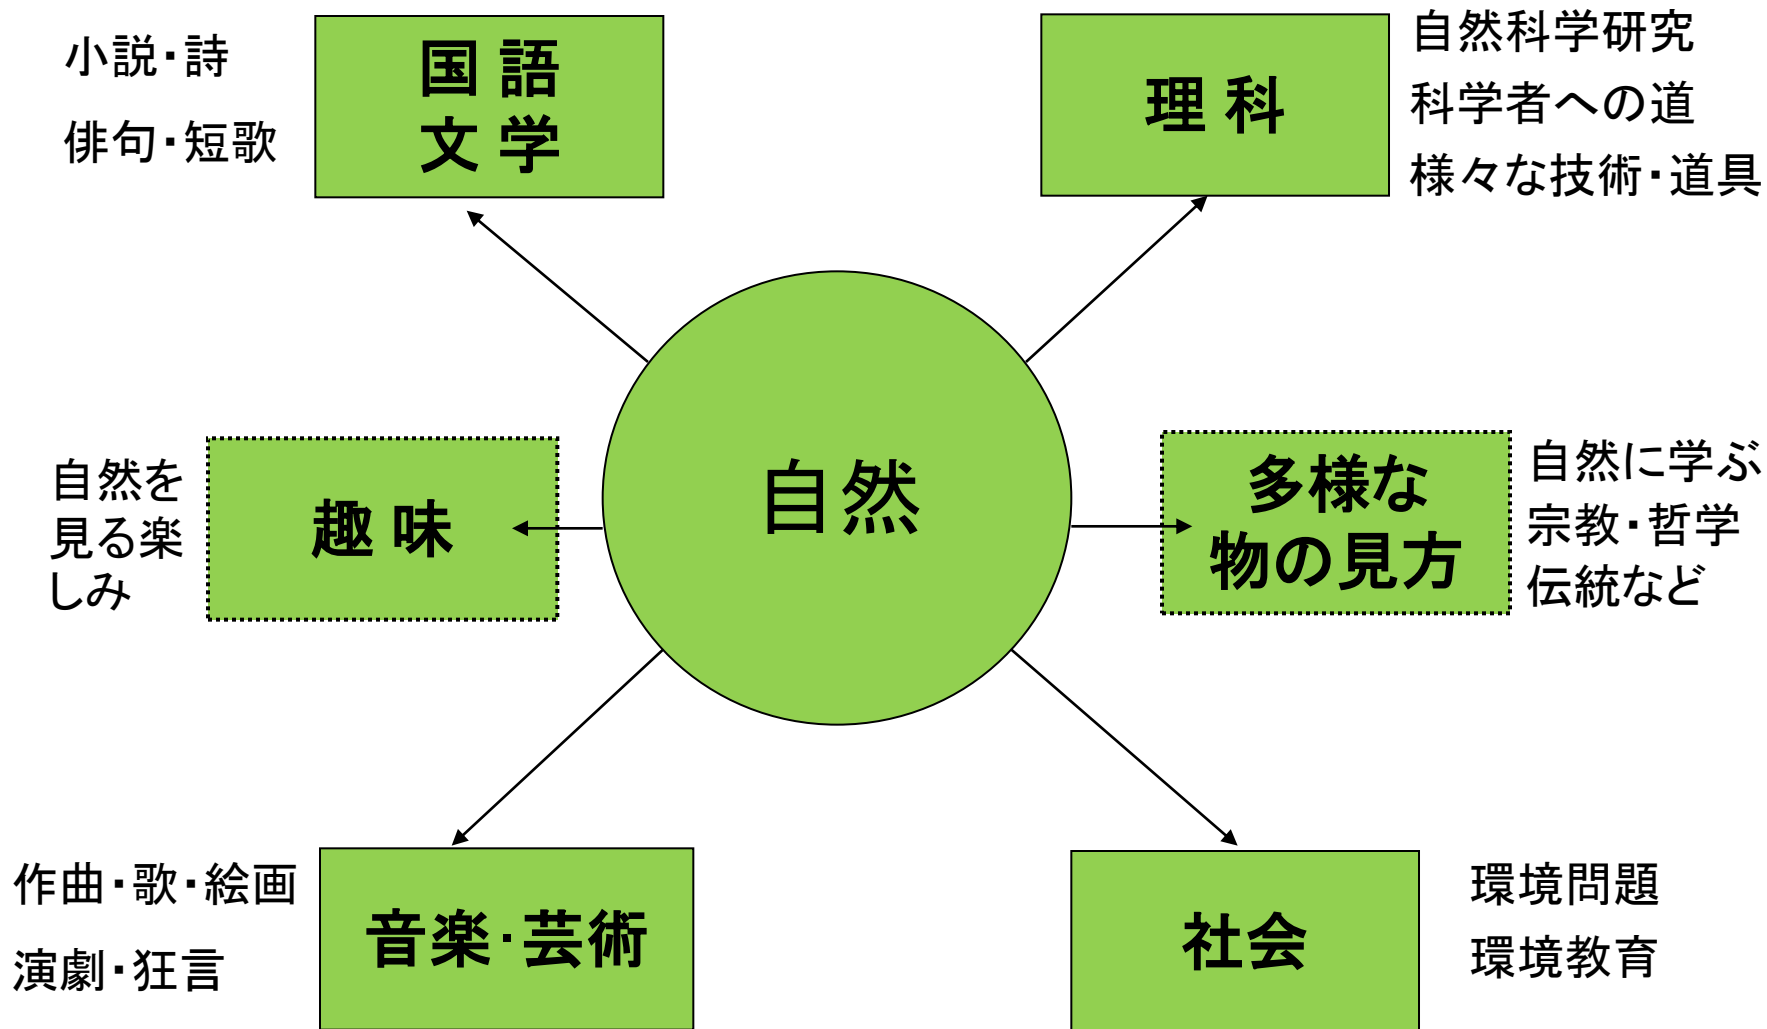 小説・詩
俳句・短歌
国 語
文 学
理 科
自然科学研究
科学者への道
様々な技術・道具
自然を
見る楽
しみ
趣 味
自然
多様な
物の見方
自然に学ぶ
宗教・哲学
伝統など
作曲・歌・絵画
演劇・狂言
音楽・芸術
社会
環境問題
環境教育